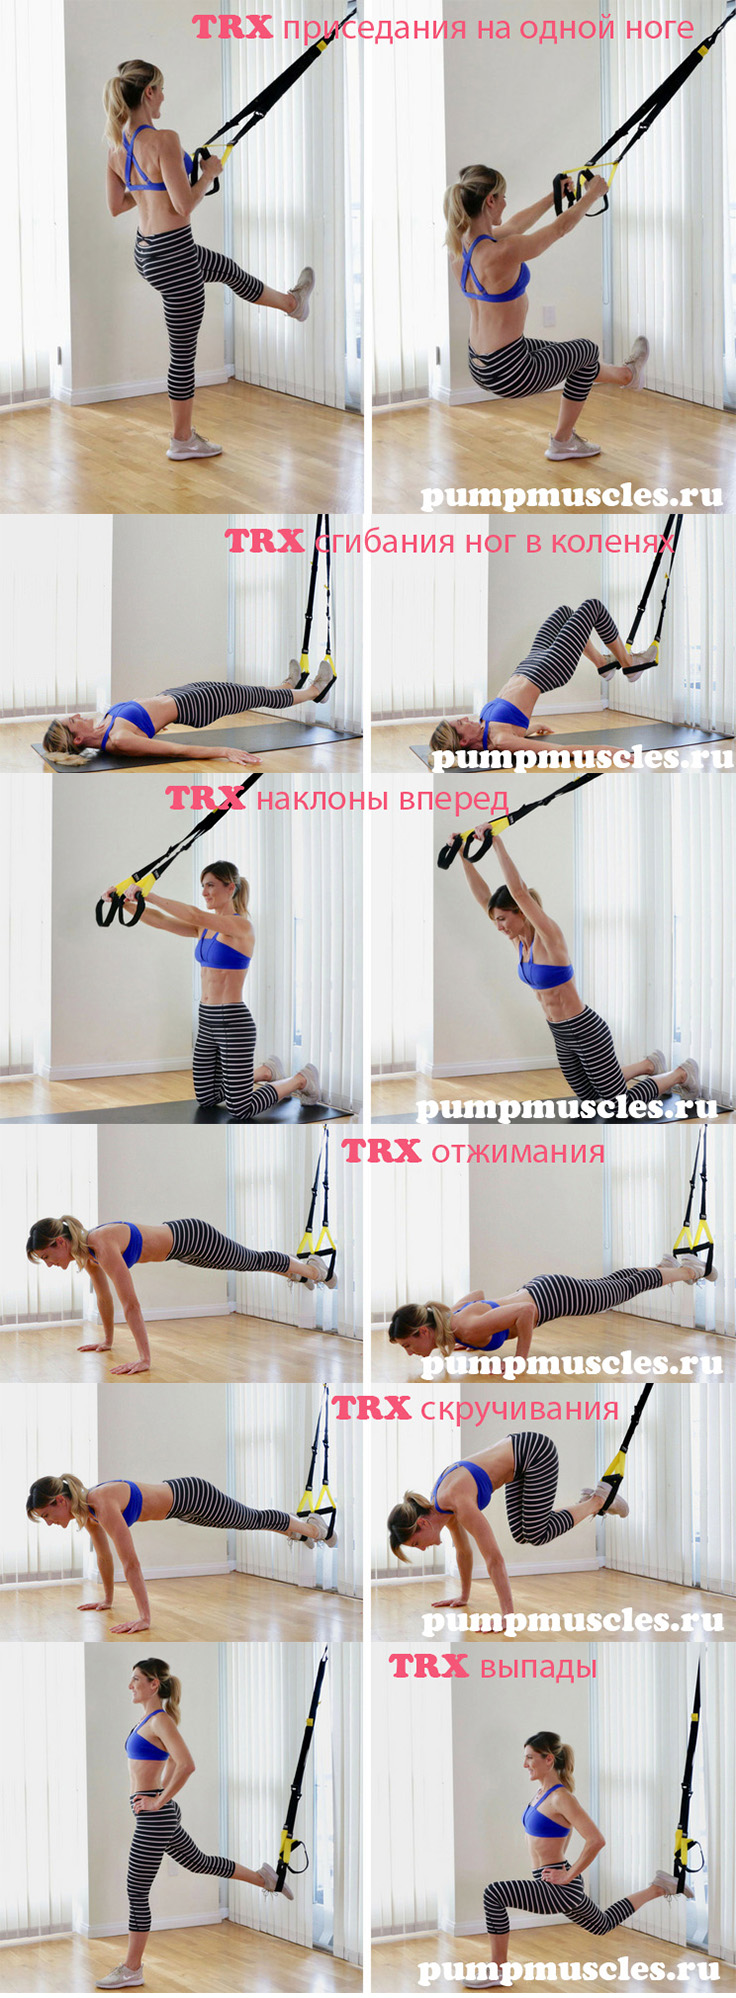 TRX приседания на одной ноге
pumpmuscles.ru
TRX сгибания ног в коленях
pumpmuscles.ru
TRX наклоны вперед
pumpmuscles.ru
TRX отжимания
pumpmuscles.ru
TRX скручивания
pumpmuscles.ru
TRX выпады
pumpmuscles.ru